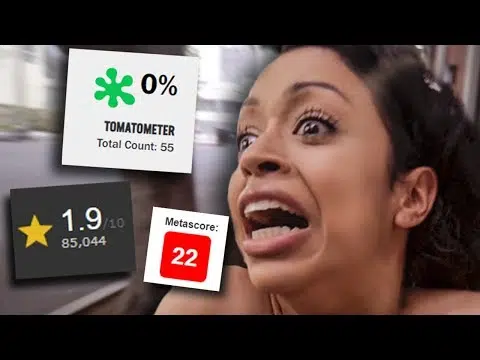 0%
TOMATOMETER
Total Count: 55
1.9/10
85,044
Metascore:
22